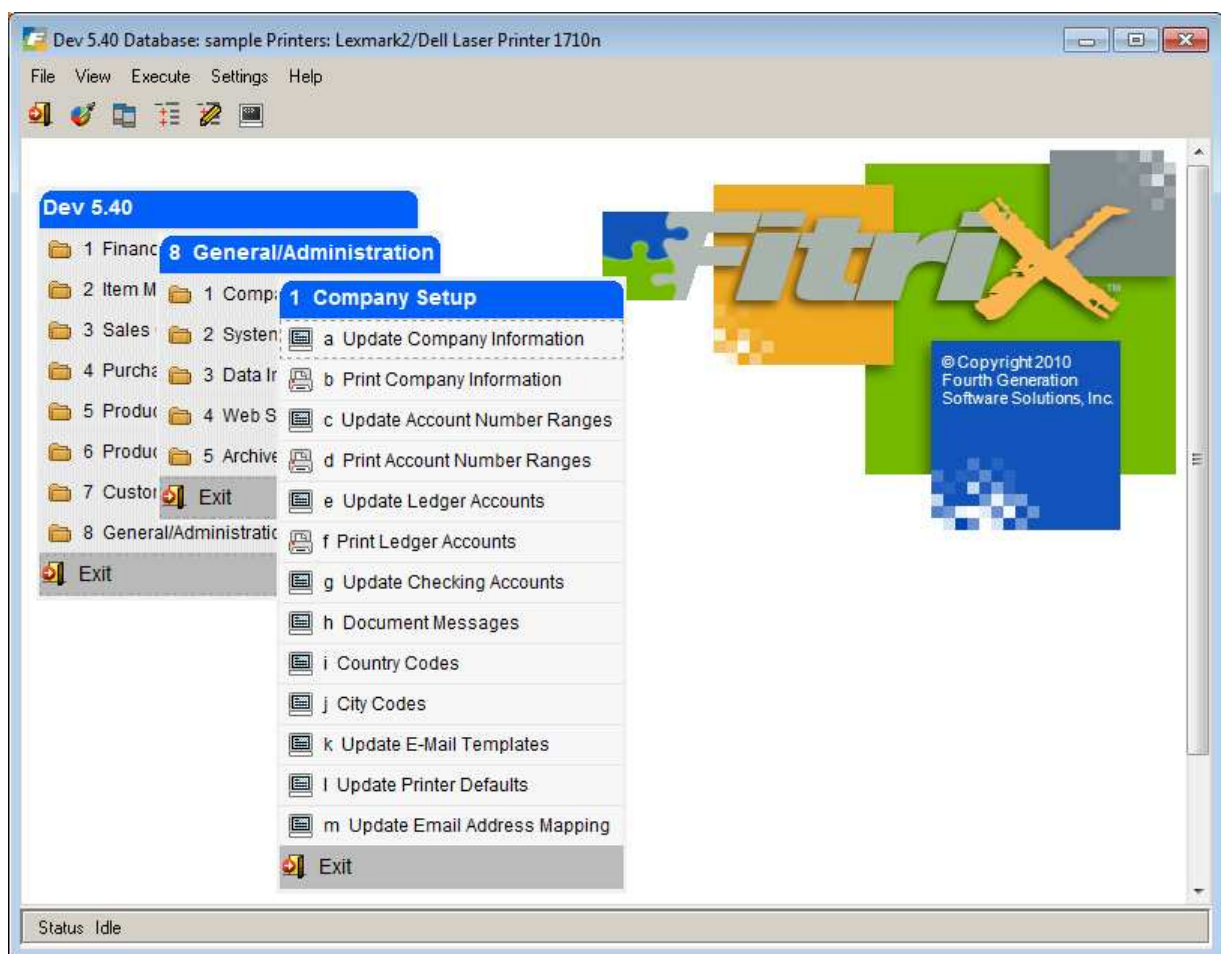 Dev 5.40 Database: sample Printers: Lexmark2/Dell Laser Printer 1710n
File View Execute Settings Help
Dev 5.40
1 Financ
2 Item M
3 Sales
4 Purcha
5 Produc
6 Produc
7 Custom
8 General/Administratio
Exit
8 General/Administration
1 Compa
2 System
3 Data In
4 Web S
5 Archive
Exit
1 Company Setup
a Update Company Information
b Print Company Information
c Update Account Number Ranges
d Print Account Number Ranges
e Update Ledger Accounts
f Print Ledger Accounts
g Update Checking Accounts
h Document Messages
i Country Codes
j City Codes
k Update E-Mail Templates
l Update Printer Defaults
m Update Email Address Mapping
Exit
FitriX
TM
© Copyright 2010
Fourth Generation
Software Solutions, Inc.
Status Idle